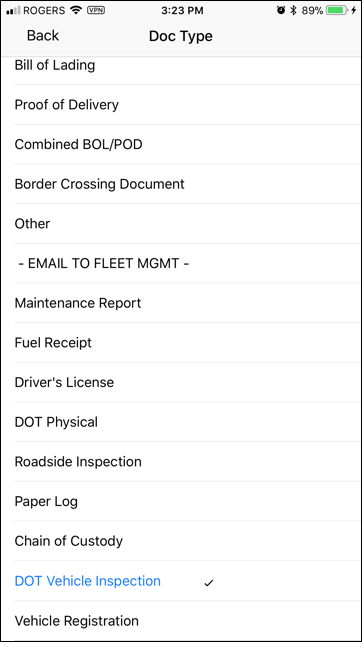 ROGERS VPN 3:23 PM 89%
Back Doc Type
Bill of Lading
Proof of Delivery
Combined BOL/POD
Border Crossing Document
Other
- EMAIL TO FLEET MGMT -
Maintenance Report
Fuel Receipt
Driver's License
DOT Physical
Roadside Inspection
Paper Log
Chain of Custody
DOT Vehicle Inspection
Vehicle Registration